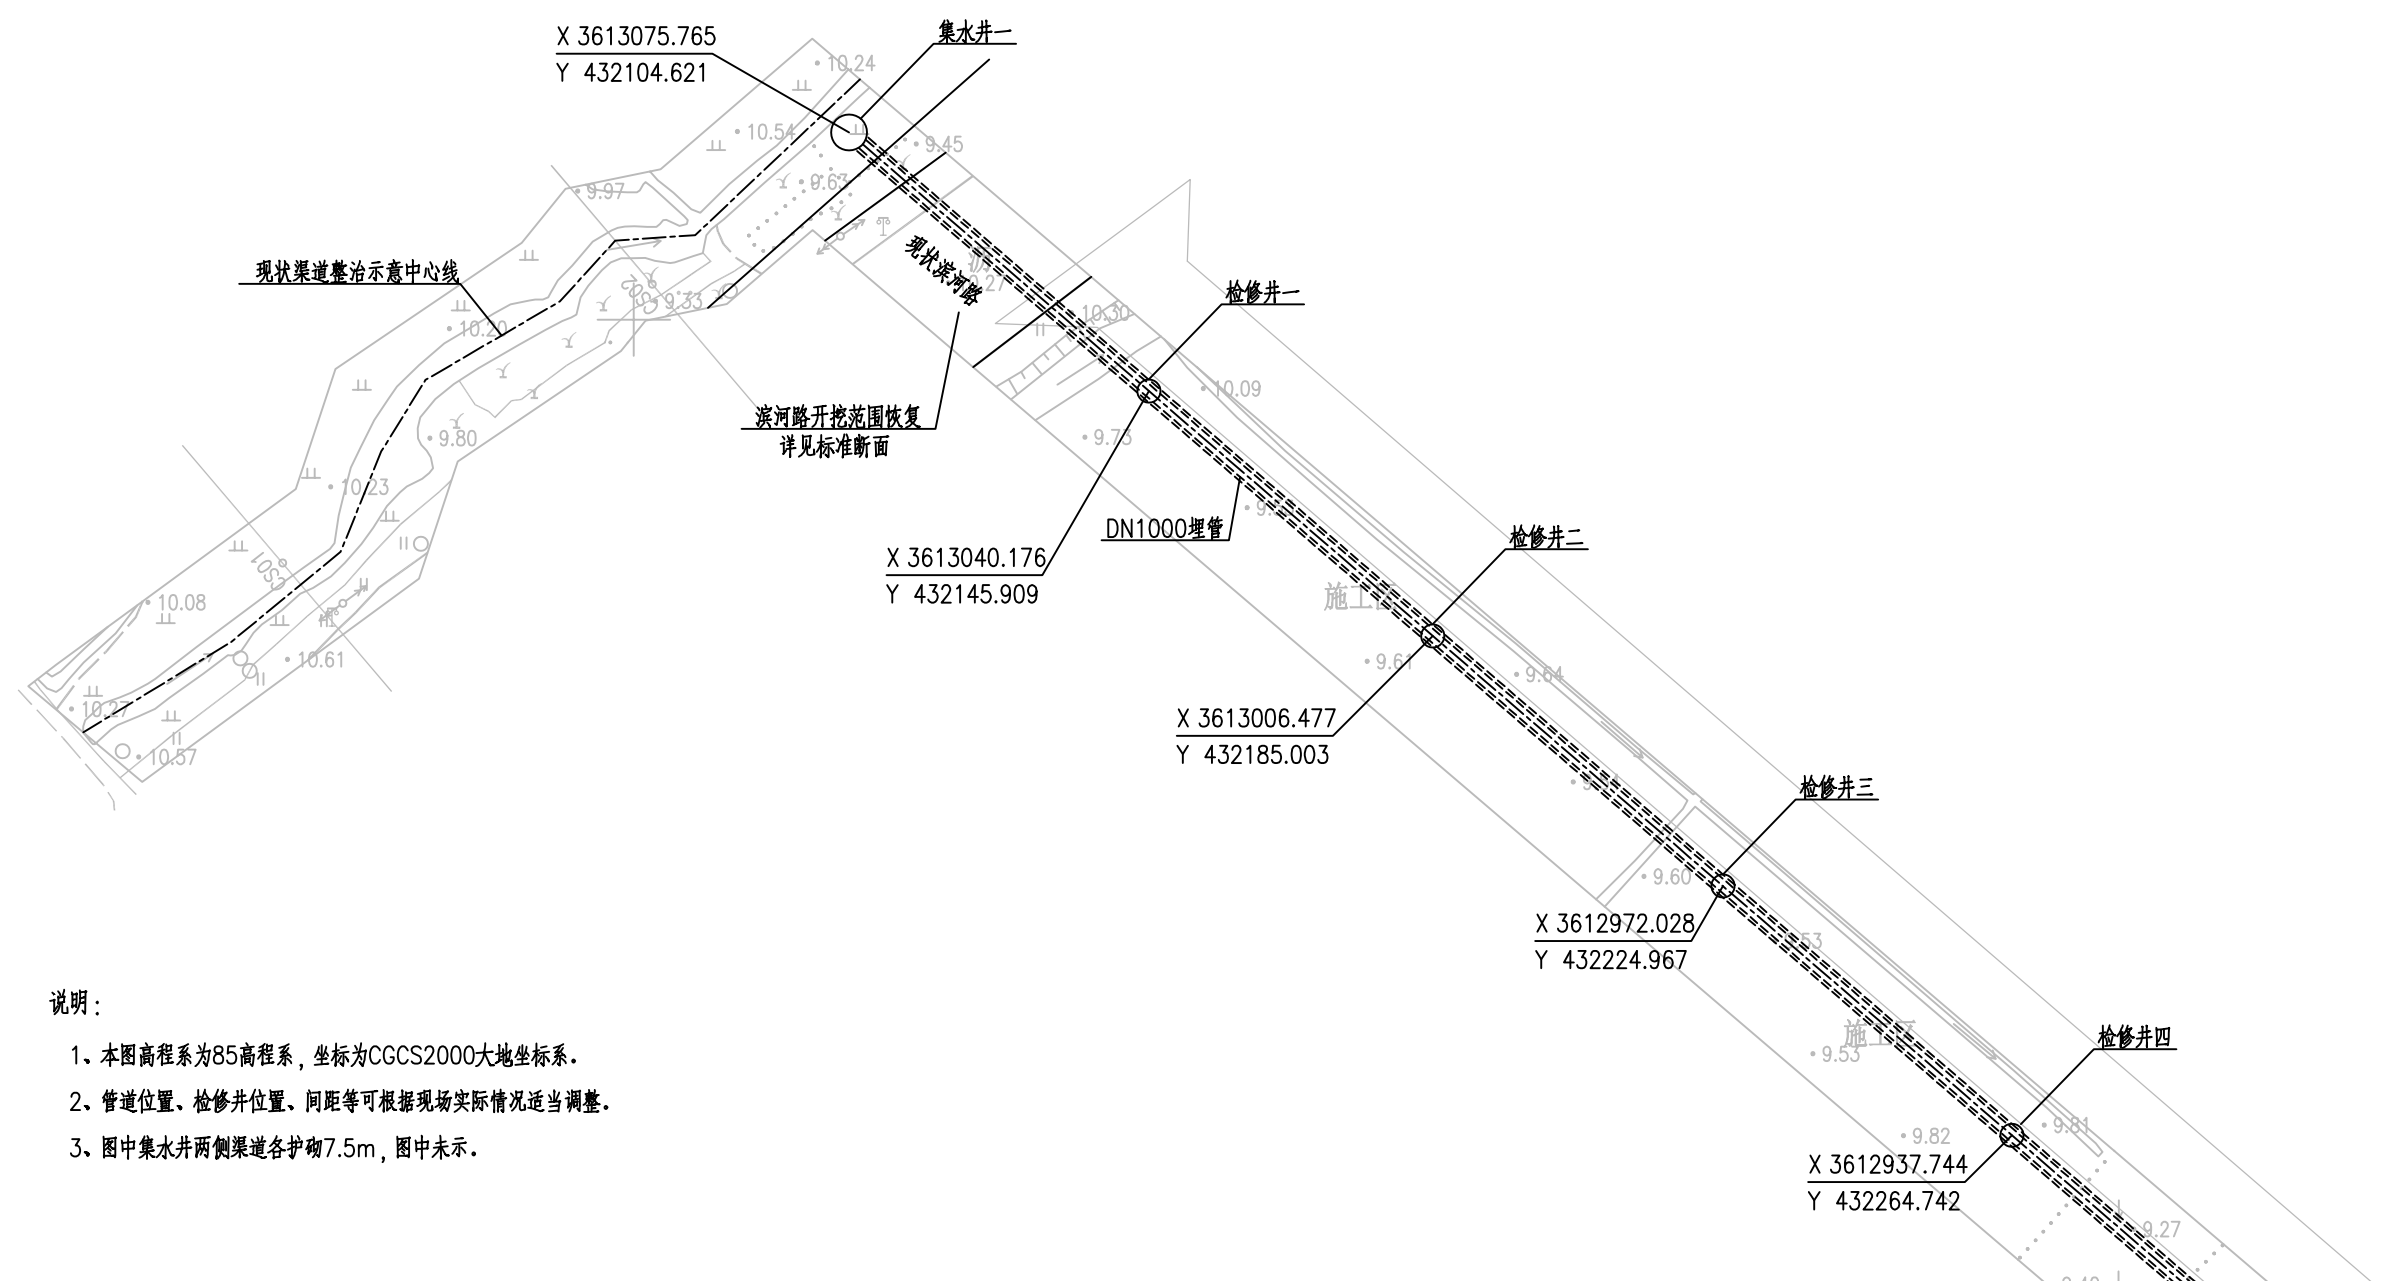 X 3613075.765
Y 432104.621
集水井一
10.24
10.54
9.45
9.63
9.97
现状渠道整治示意中心线
CS02
9.33
现状滨河路
检修井一
10.30
10.20
10.09
滨河路开挖范围恢复
详见标准断面
9.80
9.73
10.23
DN1000埋管
检修井二
X 3613040.176
Y 432145.909
CS01
10.08
施工区
10.61
9.61
9.64
10.27
X 3613006.477
Y 432185.003
10.57
检修井三
9.60
X 3612972.028
Y 432224.967
说明：
1、本图高程系为85高程系，坐标为CGCS2000大地坐标系。
2、管道位置、检修井位置、间距等可根据现场实际情况适当调整。
3、图中集水井两侧渠道各护砌7.5m，图中未示。
施工区
9.53
检修井四
9.82
9.81
X 3612937.744
Y 432264.742
9.27